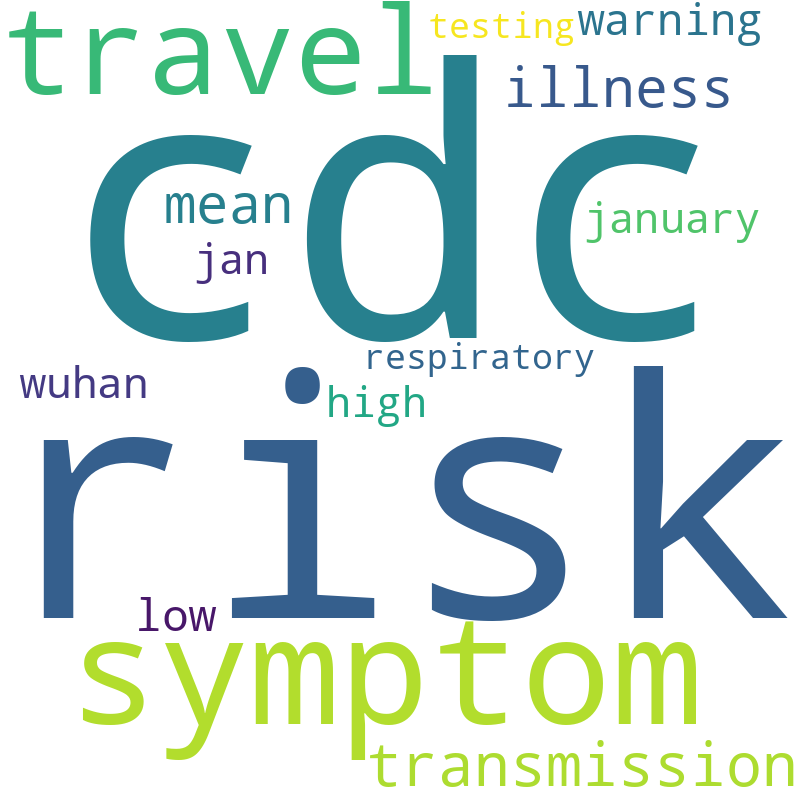 travel
testing
warning
illness
cdc
mean
january
jan
respiratory
wuhan
high
risk
low
symptom
transmission